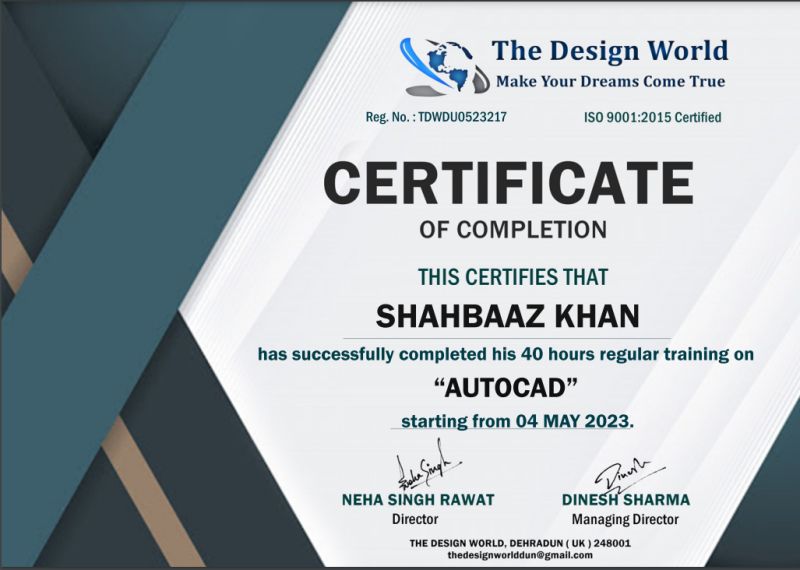 The Design World
Make Your Dreams Come True
Reg. No. : TDWDU0523217 ISO 9001:2015 Certified
CERTIFICATE
OF COMPLETION
THIS CERTIFIES THAT
SHAHBAAZ KHAN
has successfully completed his 40 hours regular training on
“AUTOCAD”
starting from 04 MAY 2023.
Neha Singh Dinesh
NEHA SINGH RAWAT DINESH SHARMA
Director Managing Director
THE DESIGN WORLD, DEHRADUN ( UK ) 248001
thedesignworlddun@gmail.com